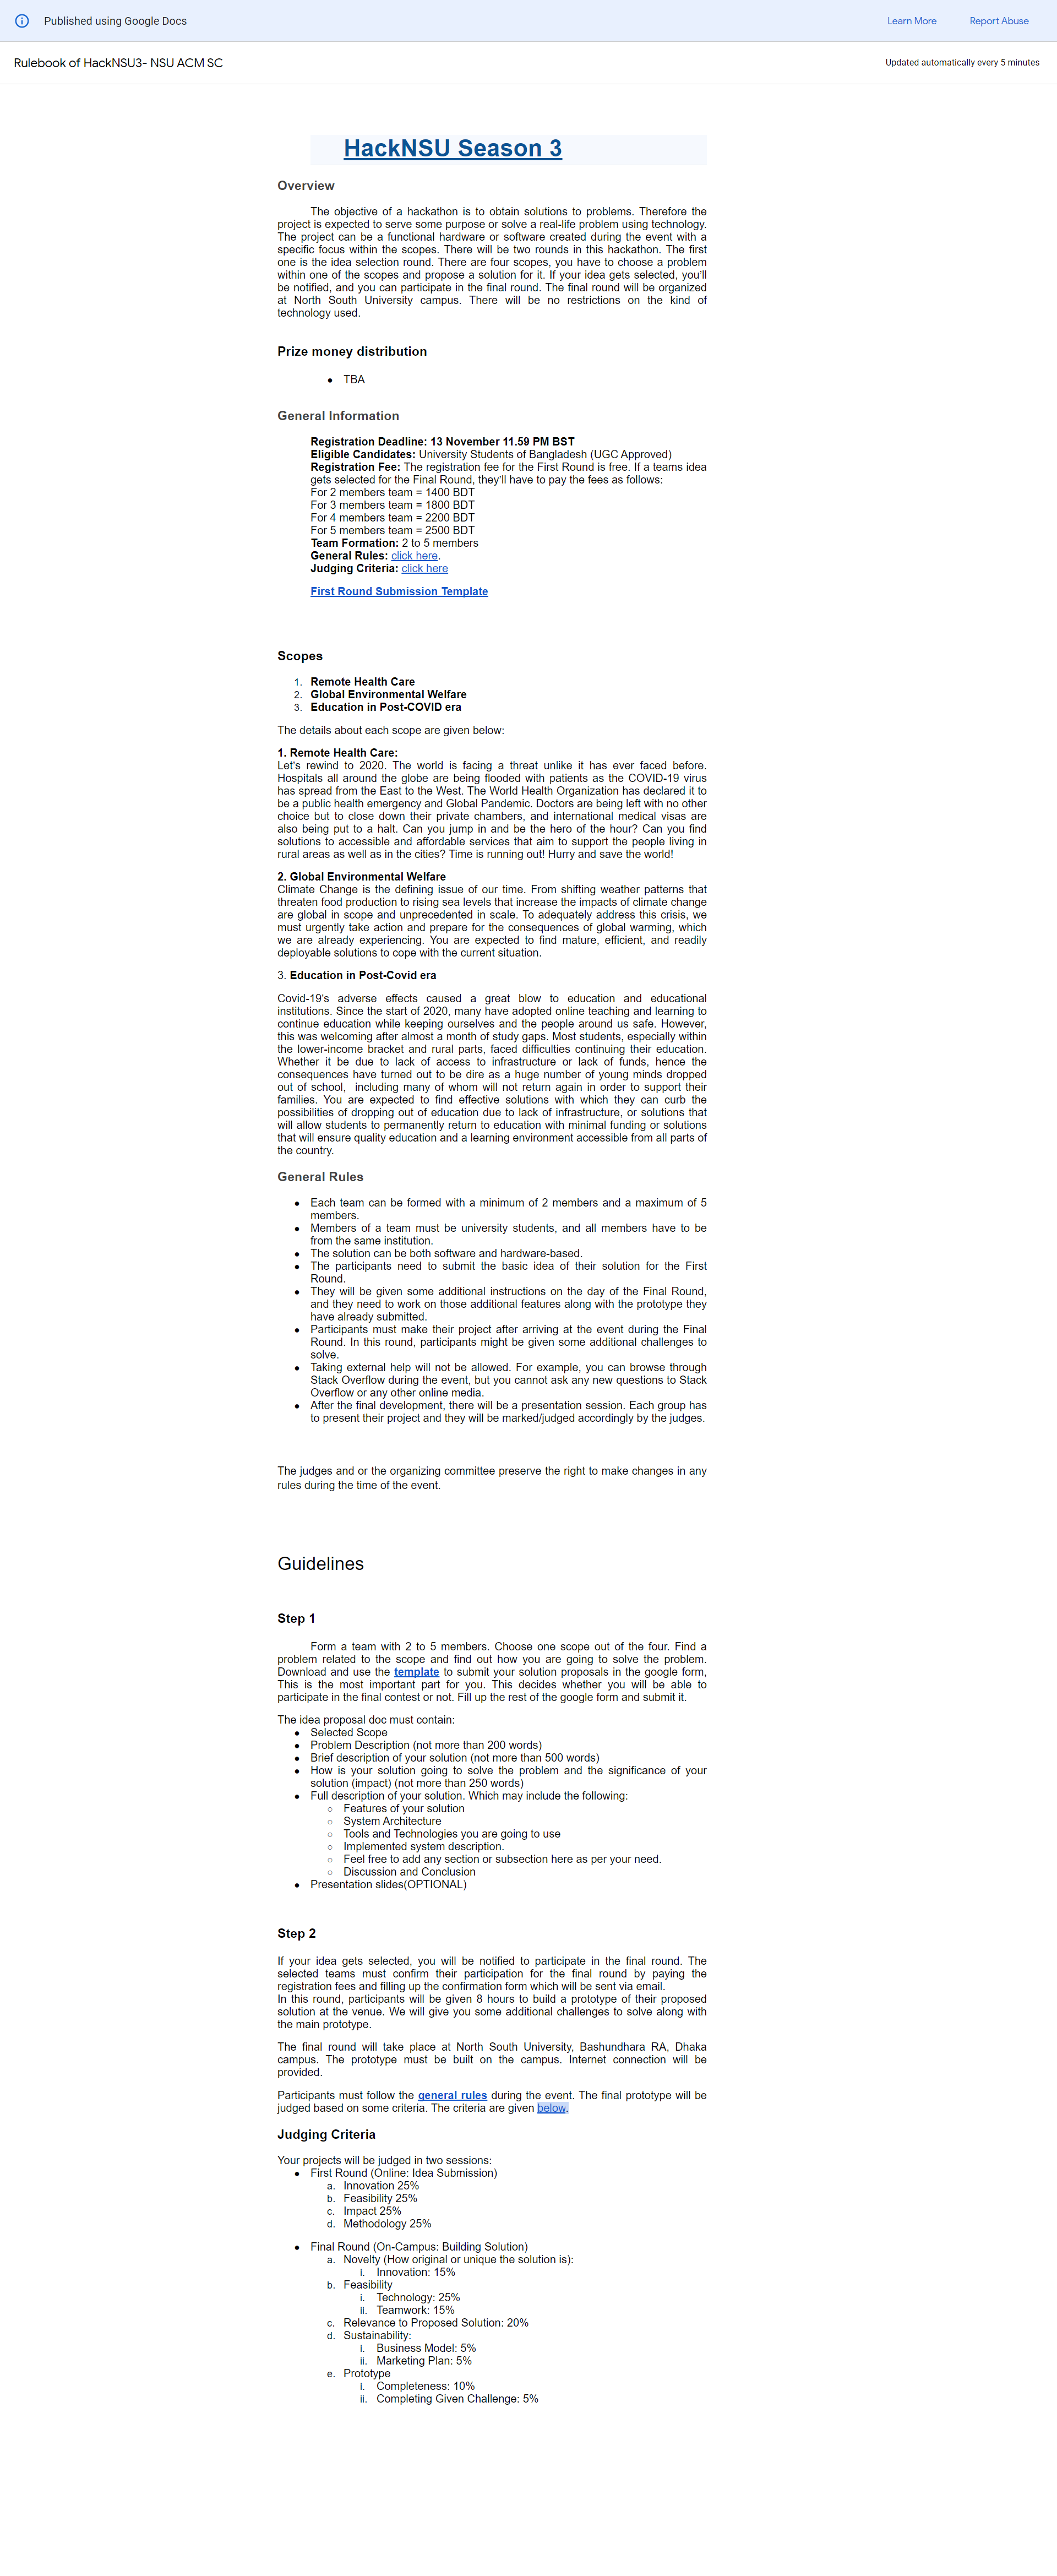 Published using Google Docs
Learn More
Report Abuse
Rulebook of HackNSU3- NSU ACM SC
Updated automatically every 5 minutes
HackNSU Season 3
Overview
The objective of a hackathon is to obtain solutions to problems. Therefore the
project is expected to serve some purpose or solve a real-life problem using technology.
The project can be a functional hardware or software created during the event with a
specific focus within the scopes. There will be two rounds in this hackathon. The first
one is the idea selection round. There are four scopes, you have to choose a problem
within one of the scopes and propose a solution for it. If your idea gets selected, you'll
be notified, and you can participate in the final round. The final round will be organized
at North South University campus. There will be no restrictions on the kind of
technology used.
Prize money distribution
● TBA
General Information
Registration Deadline: 13 November 11.59 PM BST
Eligible Candidates: University Students of Bangladesh (UGC Approved)
Registration Fee: The registration fee for the First Round is free. If a teams idea
gets selected for the Final Round, they'll have to pay the fees as follows:
For 2 members team = 1400 BDT
For 3 members team = 1800 BDT
For 4 members team = 2200 BDT
For 5 members team = 2500 BDT
Team Formation: 2 to 5 members
General Rules: click here.
Judging Criteria: click here
First Round Submission Template
Scopes
1. Remote Health Care
2. Global Environmental Welfare
3. Education in Post-COVID era
The details about each scope are given below:
1. Remote Health Care:
Let's rewind to 2020. The world is facing a threat unlike it has ever faced before.
Hospitals all around the globe are being flooded with patients as the COVID-19 virus
has spread from the East to the West. The World Health Organization has declared it to
be a public health emergency and Global Pandemic. Doctors are being left with no other
choice but to close down their private chambers, and international medical visas are
also being put to a halt. Can you jump in and be the hero of the hour? Can you find
solutions to accessible and affordable services that aim to support the people living in
rural areas as well as in the cities? Time is running out! Hurry and save the world!
2. Global Environmental Welfare
Climate Change is the defining issue of our time. From shifting weather patterns that
threaten food production to rising sea levels that increase the impacts of climate change
are global in scope and unprecedented in scale. To adequately address this crisis, we
must urgently take action and prepare for the consequences of global warming, which
we are already experiencing. You are expected to find mature, efficient, and readily
deployable solutions to cope with the current situation.
3. Education in Post-Covid era
Covid-19's adverse effects caused a great blow to education and educational
institutions. Since the start of 2020, many have adopted online teaching and learning to
continue education while keeping ourselves and the people around us safe. However,
this was welcoming after almost a month of study gaps. Most students, especially within
the lower-income bracket and rural parts, faced difficulties continuing their education.
Whether it be due to lack of access to infrastructure or lack of funds, hence the
consequences have turned out to be dire as a huge number of young minds dropped
out of school, including many of whom will not return again in order to support their
families. You are expected to find effective solutions with which they can curb the
possibilities of dropping out of education due to lack of infrastructure, or solutions that
will allow students to permanently return to education with minimal funding or solutions
that will ensure quality education and a learning environment accessible from all parts of
the country.
General Rules
● Each team can be formed with a minimum of 2 members and a maximum of 5
members.
● Members of a team must be university students, and all members have to be
from the same institution.
● The solution can be both software and hardware-based.
● The participants need to submit the basic idea of their solution for the First
Round.
● They will be given some additional instructions on the day of the Final Round,
and they need to work on those additional features along with the prototype they
have already submitted.
● Participants must make their project after arriving at the event during the Final
Round. In this round, participants might be given some additional challenges to
solve.
● Taking external help will not be allowed. For example, you can browse through
Stack Overflow during the event, but you cannot ask any new questions to Stack
Overflow or any other online media.
● After the final development, there will be a presentation session. Each group has
to present their project and they will be marked/judged accordingly by the judges.
The judges and or the organizing committee preserve the right to make changes in any
rules during the time of the event.
Guidelines
Step 1
Form a team with 2 to 5 members. Choose one scope out of the four. Find a
problem related to the scope and find out how you are going to solve the problem.
Download and use the template to submit your solution proposals in the google form,
This is the most important part for you. This decides whether you will be able to
participate in the final contest or not. Fill up the rest of the google form and submit it.
The idea proposal doc must contain:
● Selected Scope
● Problem Description (not more than 200 words)
● Brief description of your solution (not more than 500 words)
● How is your solution going to solve the problem and the significance of your
solution (impact) (not more than 250 words)
● Full description of your solution. Which may include the following:
○ Features of your solution
○ System Architecture
○ Tools and Technologies you are going to use
○ Implemented system description.
○ Feel free to add any section or subsection here as per your need.
○ Discussion and Conclusion
● Presentation slides(OPTIONAL)
Step 2
If your idea gets selected, you will be notified to participate in the final round. The
selected teams must confirm their participation for the final round by paying the
registration fees and filling up the confirmation form which will be sent via email.
In this round, participants will be given 8 hours to build a prototype of their proposed
solution at the venue. We will give you some additional challenges to solve along with
the main prototype.
The final round will take place at North South University, Bashundhara RA, Dhaka
campus. The prototype must be built on the campus. Internet connection will be
provided.
Participants must follow the general rules during the event. The final prototype will be
judged based on some criteria. The criteria are given below.
Judging Criteria
Your projects will be judged in two sessions:
● First Round (Online: Idea Submission)
a. Innovation 25%
b. Feasibility 25%
c. Impact 25%
d. Methodology 25%
● Final Round (On-Campus: Building Solution)
a. Novelty (How original or unique the solution is):
i. Innovation: 15%
b. Feasibility
i. Technology: 25%
ii. Teamwork: 15%
c. Relevance to Proposed Solution: 20%
d. Sustainability:
i. Business Model: 5%
ii. Marketing Plan: 5%
e. Prototype
i. Completeness: 10%
ii. Completing Given Challenge: 5%